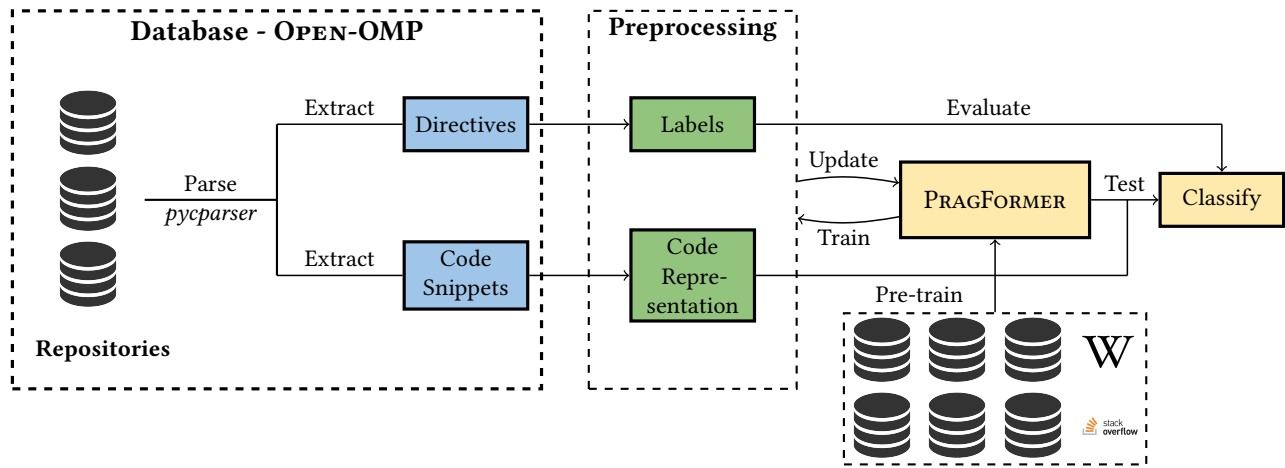 Database - OPEN-OMP
Preprocessing
Extract
Directives
Labels
Evaluate
Parse
pycparser
Update
Train
PRAGFORMER
Test
Classify
Extract
Code
Snippets
Code
Repre-
sentation
Pre-train
Repositories
W
stack
overflow